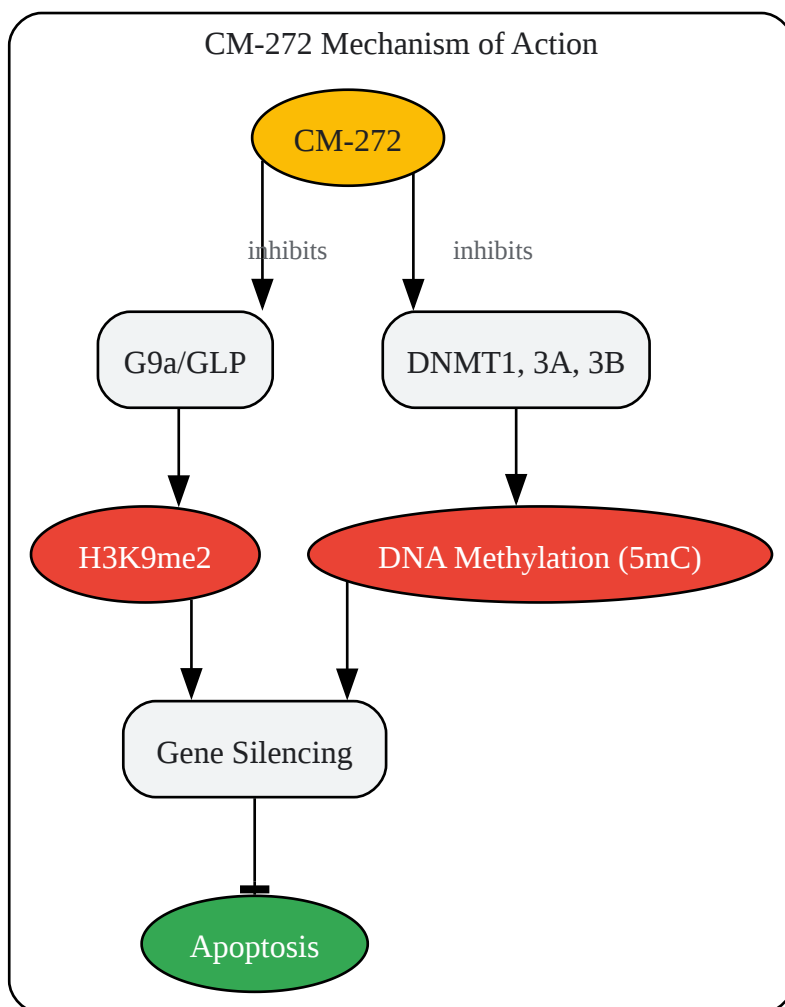 CM-272 Mechanism of Action
CM-272
inhibits
inhibits
G9a/GLP
DNMT1, 3A, 3B
H3K9me2
DNA Methylation (5mC)
Gene Silencing
Apoptosis